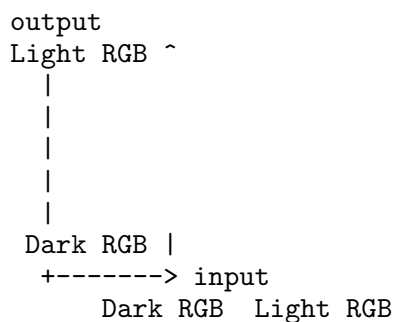 output
Light RGB ^
|
|
|
|
|
Dark RGB |
+-------> input
Dark RGB Light RGB